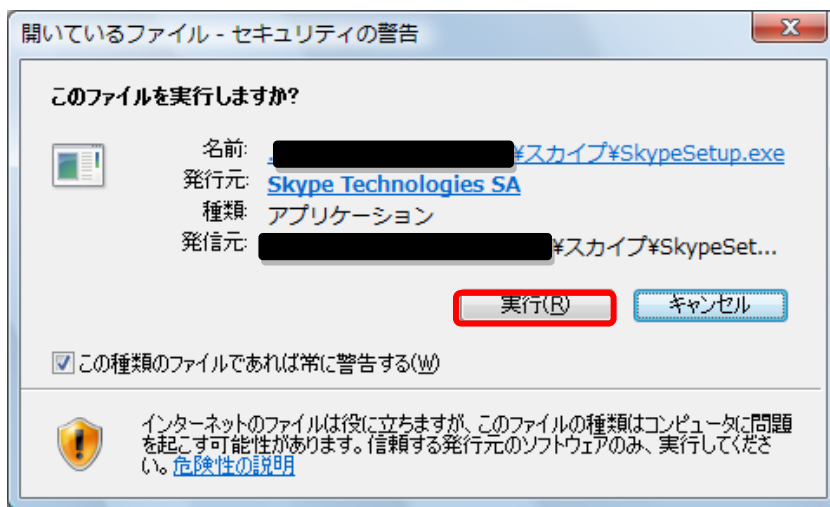 開いているファイル - セキュリティの警告
このファイルを実行しますか?
名前: ¥スカイプ¥SkypeSetup.exe
発行元: Skype Technologies SA
種類: アプリケーション
発信元: ¥スカイプ¥SkypeSet...
実行(R) キャンセル
この種類のファイルであれば常に警告する(W)
インターネットのファイルは役に立ちますが、このファイルの種類はコンピュータに問題
を起こす可能性があります。信頼する発行元のソフトウェアのみ、実行してくださ
い。危険性の説明